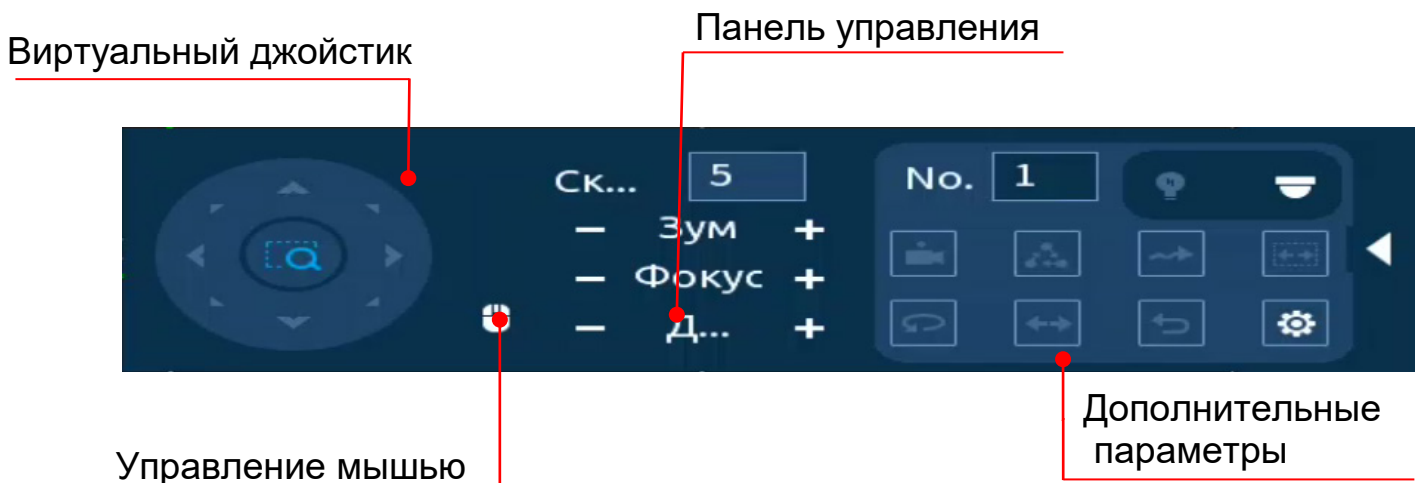 Панель управления
Виртуальный джойстик
Ск... 5 No. 1
– Зум +
– Фокус +
– Д... +
Дополнительные
параметры
Управление мышью